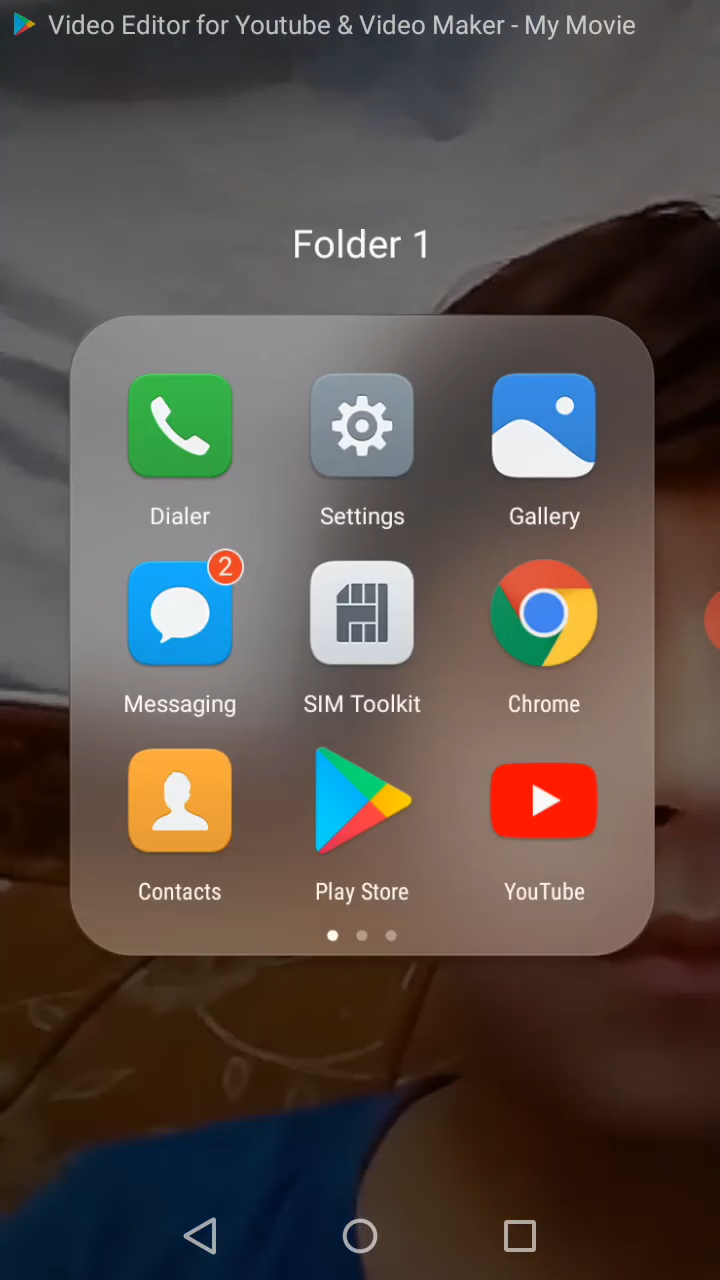 Video Editor for Youtube & Video Maker - My Movie
Folder 1
Dialer
Settings
Gallery
2
Messaging
SIM Toolkit
Chrome
Contacts
Play Store
YouTube